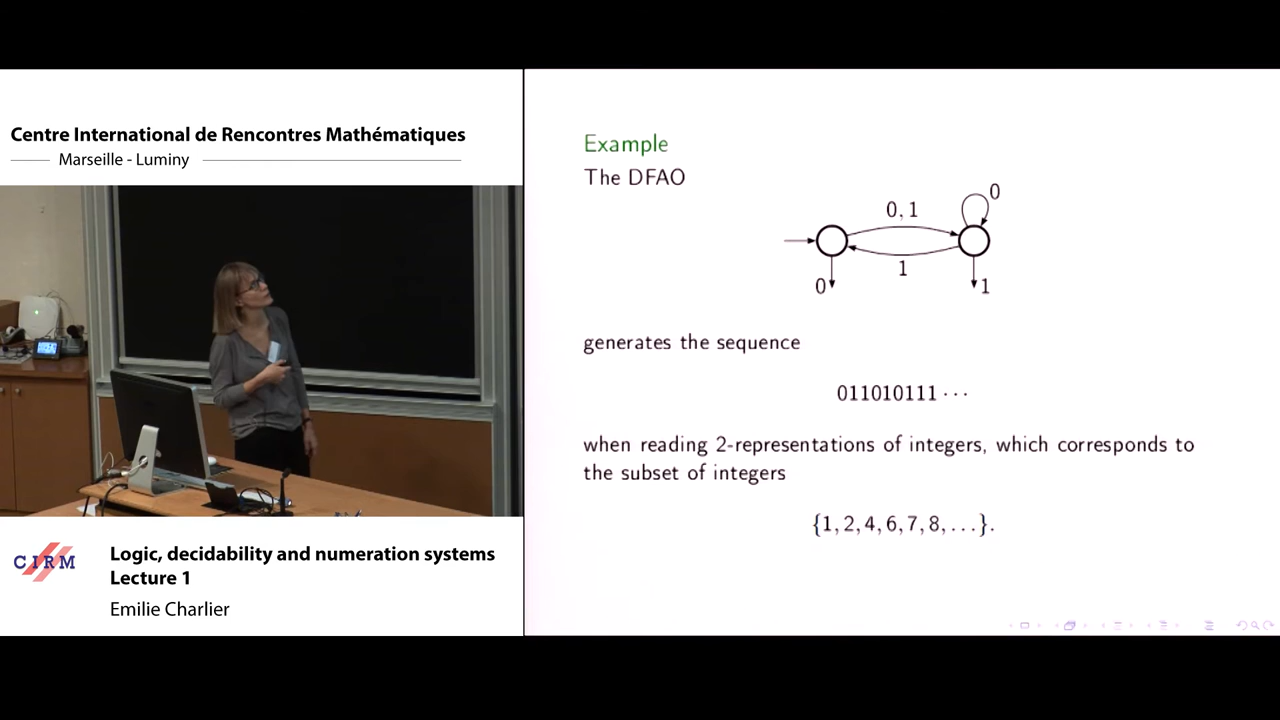 Centre International de Rencontres Mathématiques
Marseille - Luminy
Example
The DFAO
0
0, 1
1
0
1
generates the sequence
011010111 · · ·
when reading 2-representations of integers, which corresponds to
the subset of integers
{1, 2, 4, 6, 7, 8, . . .}.
CIRM
Logic, decidability and numeration systems
Lecture 1
Emilie Charlier